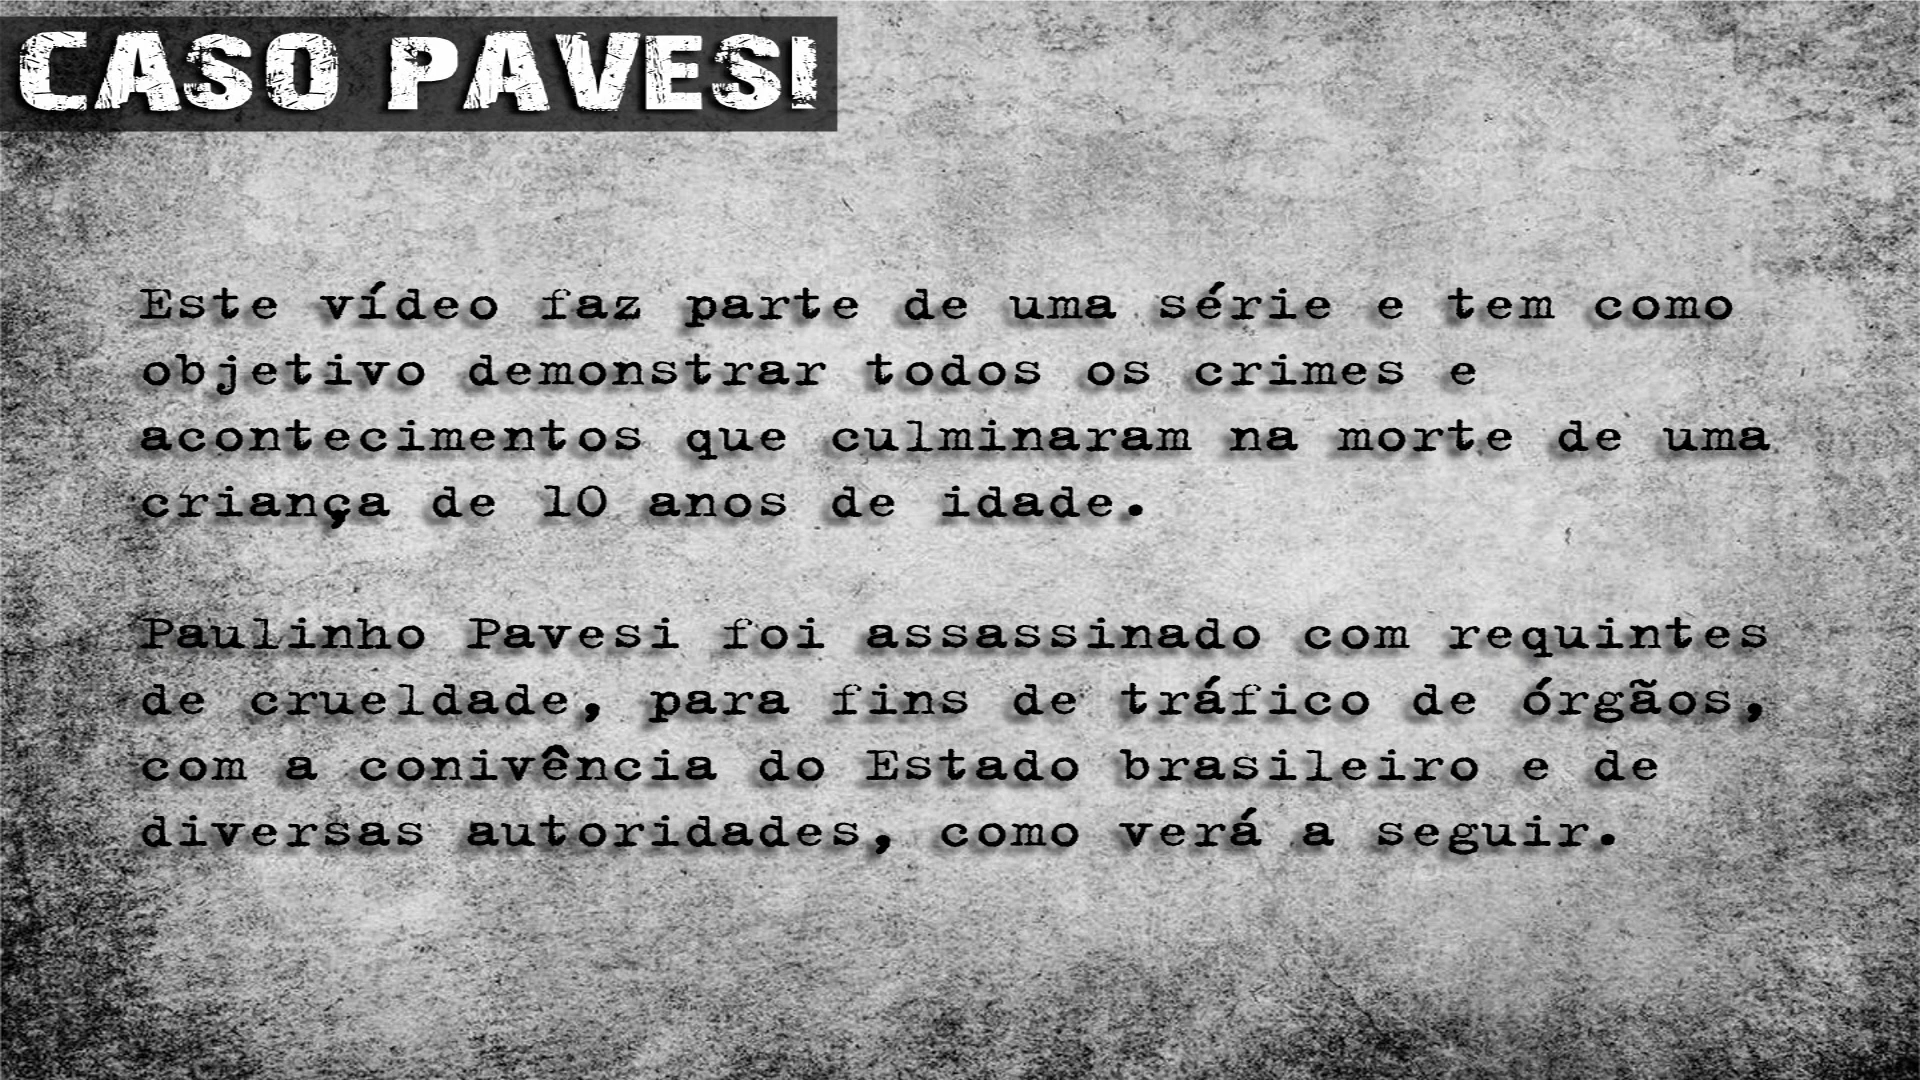 CASO PAVESI
Este vídeo faz parte de uma série e tem como
objetivo demonstrar todos os crimes e
acontecimentos que culminaram na morte de uma
criança de 10 anos de idade.
Paulinho Pavesi foi assassinado com requintes
de crueldade, para fins de tráfico de órgãos,
com a conivência do Estado brasileiro e de
diversas autoridades, como verá a seguir.